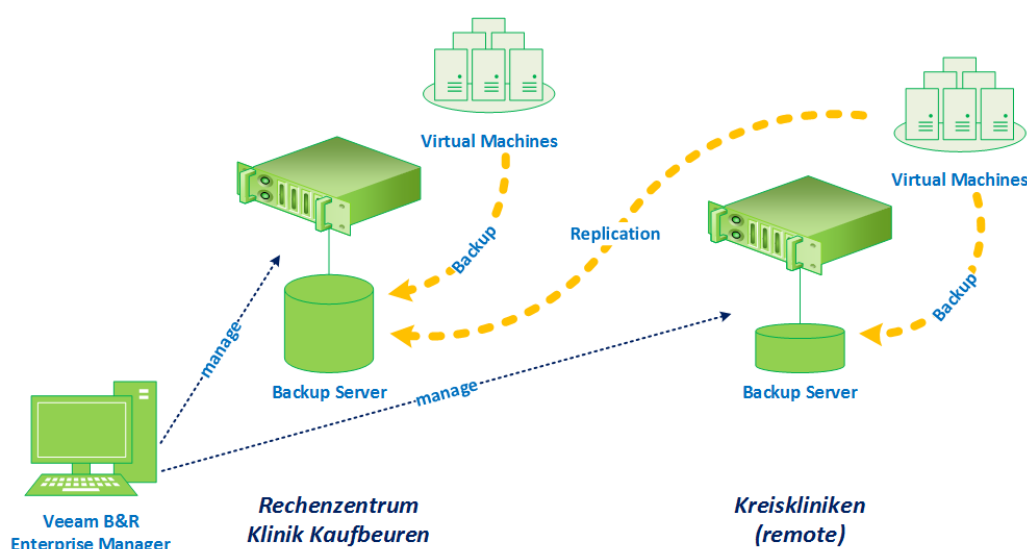 Virtual Machines
Virtual Machines
Backup
Replication
Backup
manage
Backup Server
manage
Backup Server
Veeam B&R
Enterprise Manager
Rechenzentrum
Klinik Kaufbeuren
Kreiskliniken
(remote)